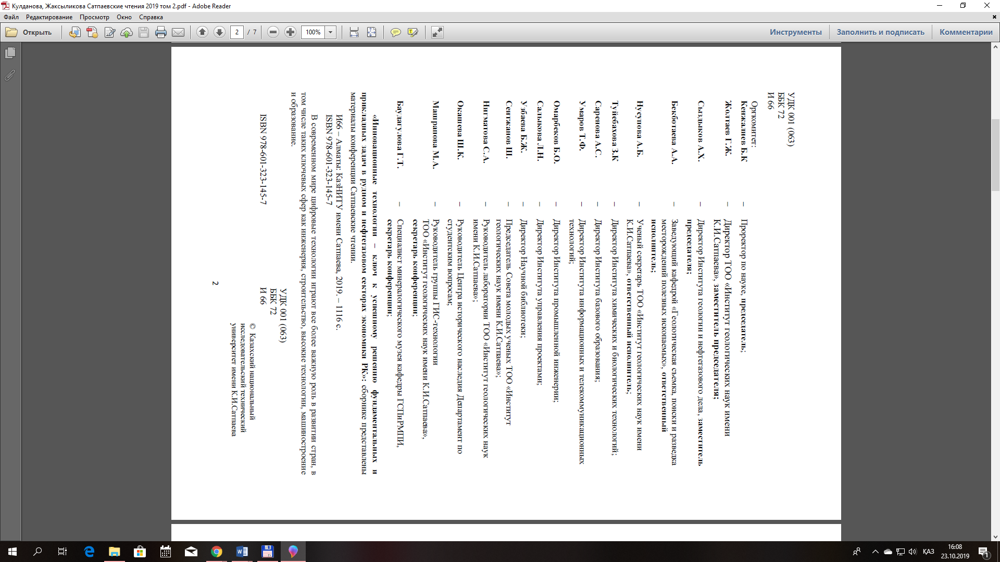 Кулданова, Жаксыликова Сатпаевские чтения 2019 том 2.pdf - Adobe Reader
Файл Редактирование Просмотр Окно Справка
Открыть 2 / 7 100% Инструменты Заполнить и подписать Комментарии
УДК 001 (063)
ББК 72
И 66
Оргкомитет:
Кенжалиев Б.К – Проректор по науке, председатель;
Жолтаев Г.Ж. – Директор ТОО «Институт геологических наук имени
К.И.Сатпаева», заместитель председателя;
Сыздыков А.Х. – Директор Института геологии и нефтегазового дела, заместитель
председателя;
Бекботаева А.А. – Заведующий кафедрой «Геологическая съемка, поиски и разведка
месторождений полезных ископаемых», ответственный
исполнитель;
Нусупова А.Б. – Ученый секретарь ТОО «Институт геологических наук имени
К.И.Сатпаева», ответственный исполнитель;
Туйебахова З.К – Директор Института химических и биологических технологий;
Саренова А.С. – Директор Института базового образования;
Умаров Т.Ф. – Директор Института информационных и телекоммуникационных
технологий;
Омарбеков Б.О. – Директор Института промышленной инженерии;
Салыкова Л.Н. – Директор Института управления проектами;
Узбаева Б.Ж. – Директор Научной библиотеки;
Сеитжанов Ш. – Председатель Совета молодых ученых ТОО «Институт
геологических наук имени К.И.Сатпаева»;
Нигматова С.А. – Руководитель лаборатории ТОО «Институт геологических наук
имени К.И.Сатпаева»;
Окашева Ш.К. – Руководитель Центра исторического наследия Департамент по
студентским вопросам;
Машрапова М.А. – Руководитель группы ГИС-технологии
ТОО «Институт геологических наук имени К.И.Сатпаева»,
секретарь конференции;
Баудагулова Г.Т. – Специалист минералогического музея кафедры ГСПиРМПИ,
секретарь конференции;
«Инновационные технологии – ключ к успешному решению фундаментальных и
прикладных задач в рудном и нефтегазовом секторах экономики РК»: сборнике представлены
материалы конференции Сатпаевские чтении.
И66 – Алматы: КазНИТУ имени Сатпаева, 2019. – 1116 с.
ISBN 978-601-323-145-7
В современном мире цифровые технологии играют все более важную роль в развитии стран, в
том числе таких ключевых сфер как инженерия, строительство, высокие технологии, машиностроение
и образование.
УДК 001 (063)
ББК 72
ISBN 978-601-323-145-7 И 66
© Казахский национальный
исследовательский технический
университет имени К.И.Сатпаева
2
ҚАЗ 16:08
23.10.2019
1